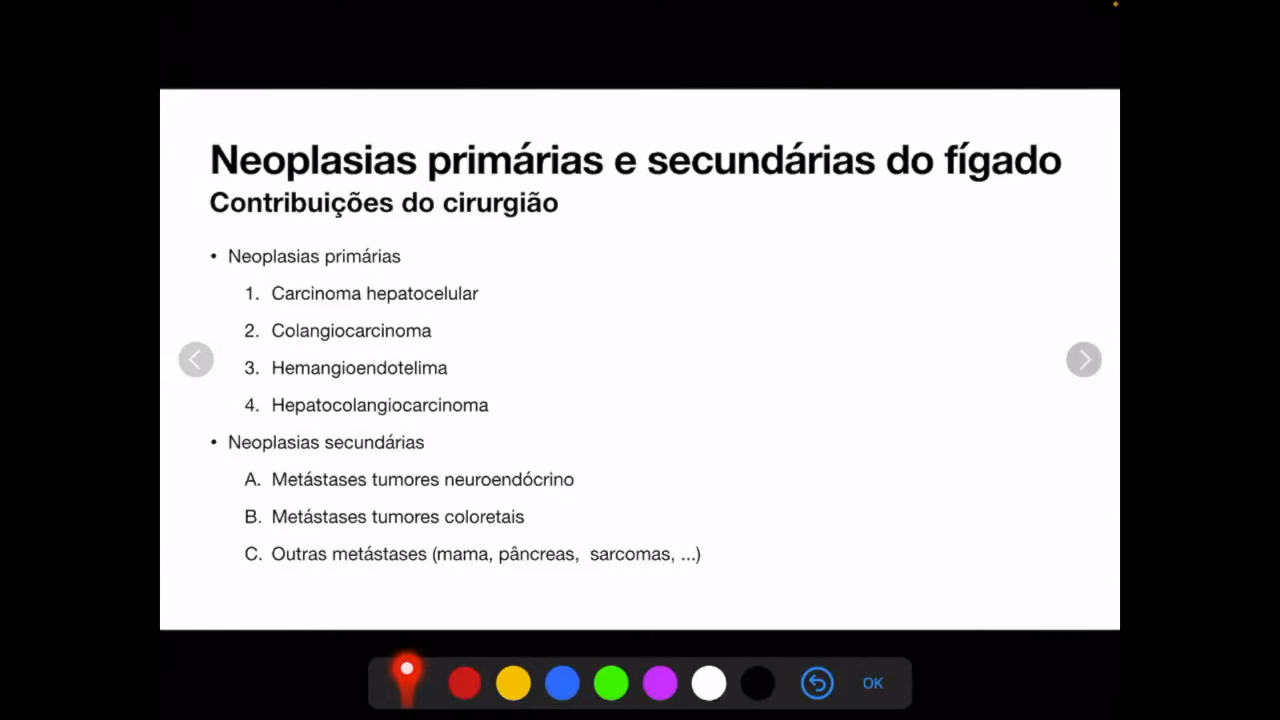 Neoplasias primárias e secundárias do fígado
Contribuições do cirurgião
• Neoplasias primárias
1. Carcinoma hepatocelular
2. Colangiocarcinoma
3. Hemangioendotelima
4. Hepatocolangiocarcinoma
• Neoplasias secundárias
A. Metástases tumores neuroendócrino
B. Metástases tumores coloretais
C. Outras metástases (mama, pâncreas, sarcomas, ...)
OK